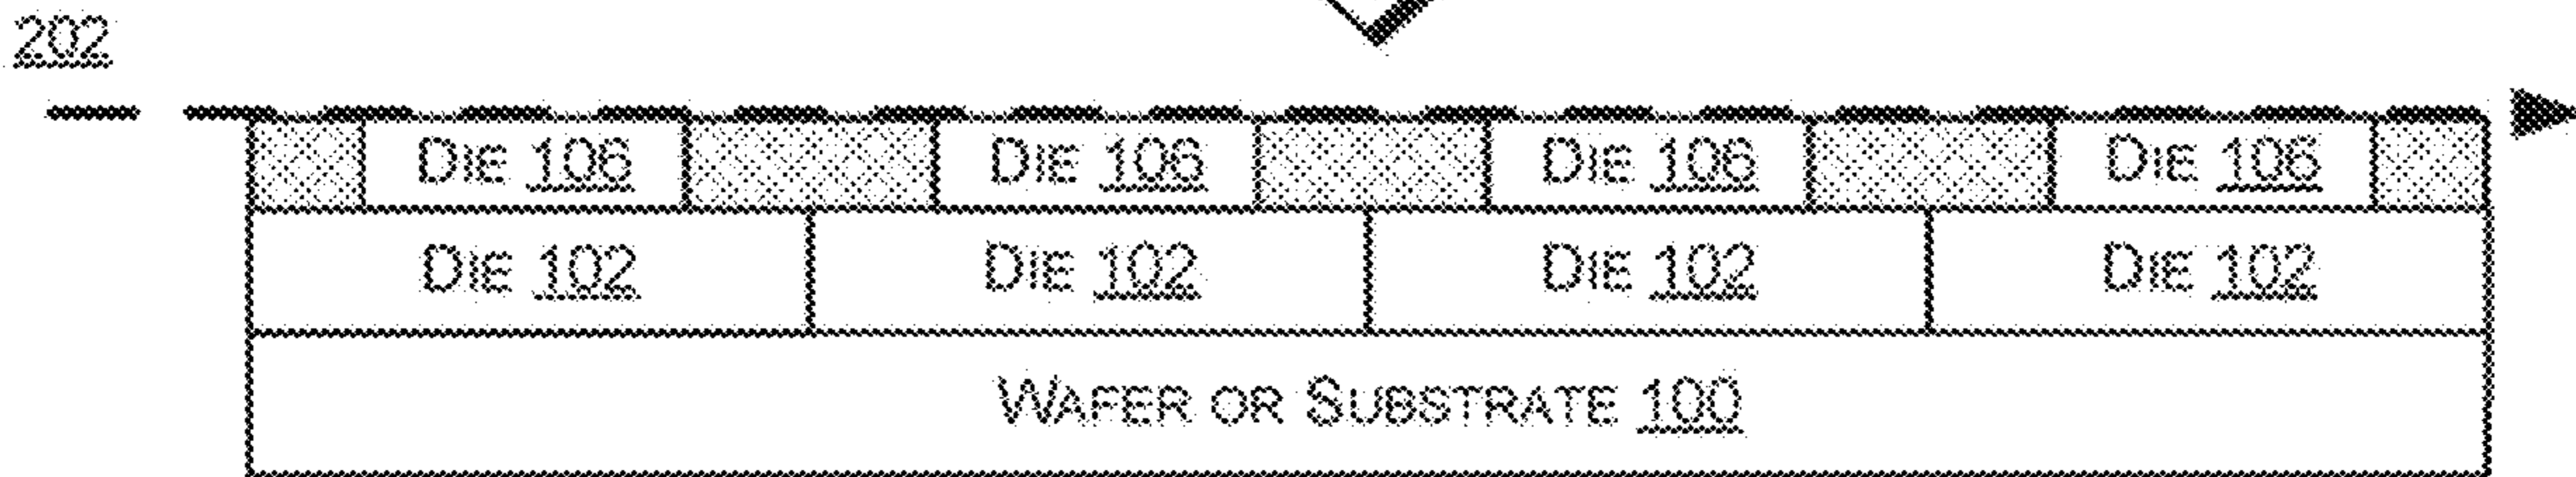 202
DIE 106 DIE 106 DIE 106 DIE 106
DIE 102 DIE 102 DIE 102 DIE 102
WAFER OR SUBSTRATE 100